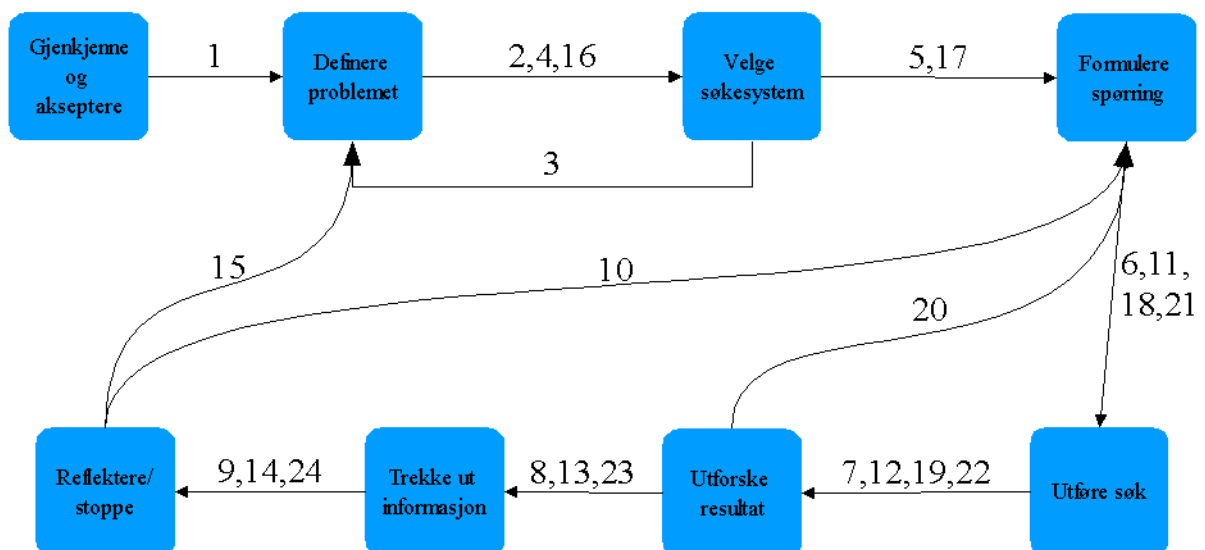 Gjenkjenne
og
akseptere
1
Definere
problemet
2,4,16
Velge
søkesystem
5,17
Formulere
spørring
3
15
10
20
6,11,
18,21
Reflektere/
stoppe
9,14,24
Trekke ut
informasjon
8,13,23
Utforske
resultat
7,12,19,22
Utføre søk